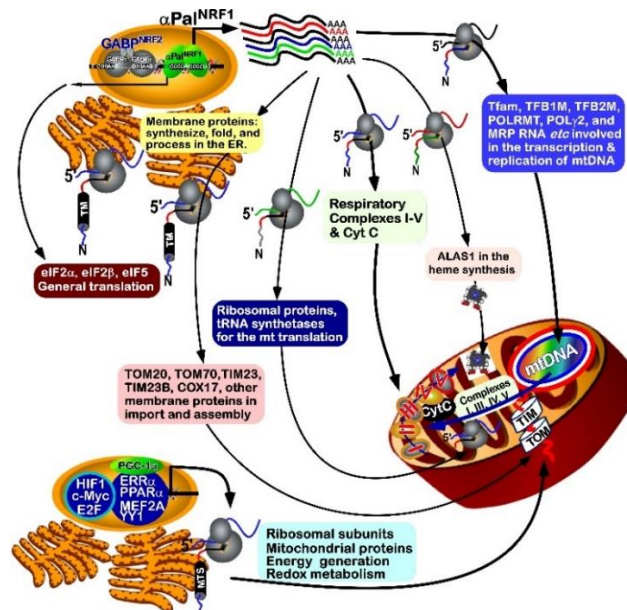 αPalNRF1
GABPNRF2
αPalNRF1
AAA
AAA
AAA
AAA
AAA
5'
N
Membrane proteins:
synthesize, fold, and
process in the ER.
5'
TM
N
5'
TM
N
5'
N
5'
N
5'
N
Tfam, TFB1M, TFB2M,
POLRMT, POLγ2, and
MRP RNA etc involved
in the transcription &
replication of mtDNA
Respiratory
Complexes I-V
& Cyt C
ALAS1 in the
heme synthesis
eIF2α, eIF2β, eIF5
General translation
Ribosomal proteins,
tRNA synthetases
for the mt translation
TOM20, TOM70,TIM23,
TIM23B, COX17, other
membrane proteins in
import and assembly
mtDNA
CytC
Complexes
I, III, IV, V
TIM
TOM
5'
PGC-1α
HIF1
c-Myc
E2F
ERRα
PPARα
MEF2A
YY1
5'
MTS
N
Ribosomal subunits
Mitochondrial proteins
Energy generation
Redox metabolism